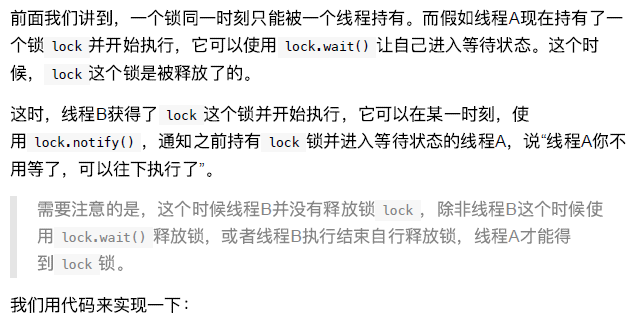 前面我们讲到，一个锁同一时刻只能被一个线程持有。而假如线程A现在持有了一
个锁 lock 并开始执行，它可以使用 lock.wait() 让自己进入等待状态。这个时
候， lock 这个锁是被释放了的。
这时，线程B获得了 lock 这个锁并开始执行，它可以在某一时刻，使
用 lock.notify() ，通知之前持有 lock 锁并进入等待状态的线程A，说“线程A你不
用等了，可以往下执行了”。
需要注意的是，这个时候线程B并没有释放锁 lock ，除非线程B这个时候使
用 lock.wait() 释放锁，或者线程B执行结束自行释放锁，线程A才能得
到 lock 锁。
我们用代码来实现一下：